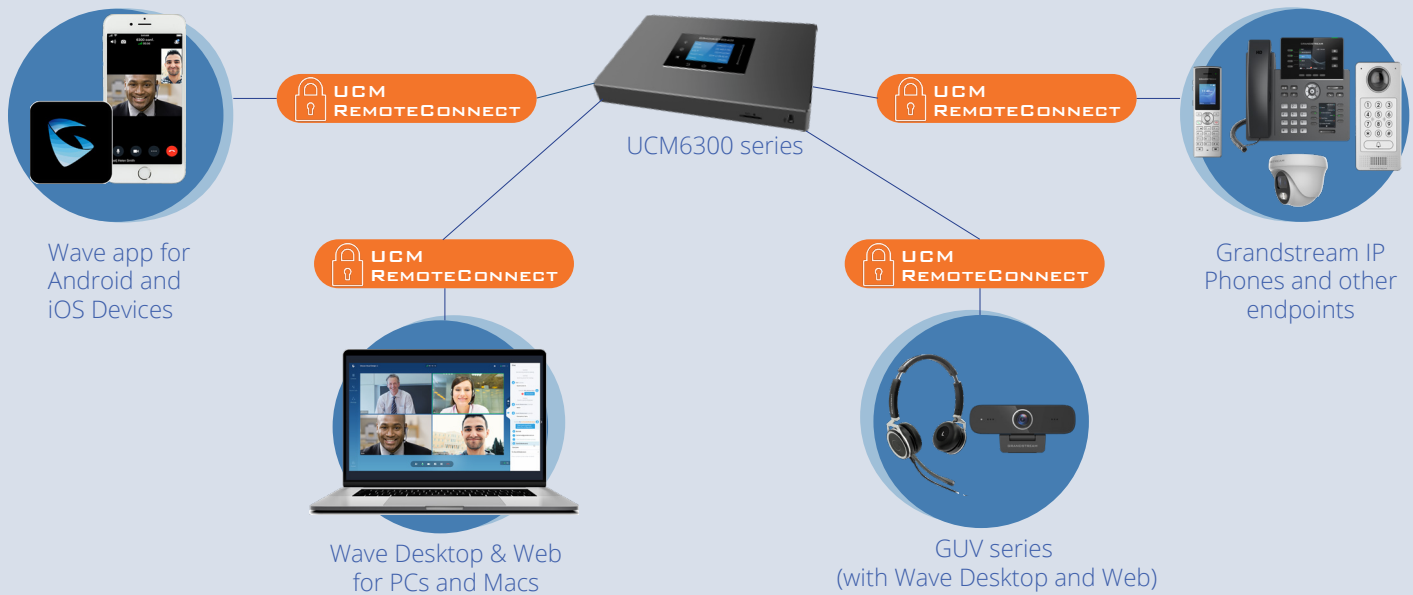 UCM
RemoteConnect
UCM
RemoteConnect
UCM6300 series
UCM
RemoteConnect
UCM
RemoteConnect
Wave app for
Android and
iOS Devices
Grandstream IP
Phones and other
endpoints
Wave Desktop & Web
for PCs and Macs
GUV series
(with Wave Desktop and Web)